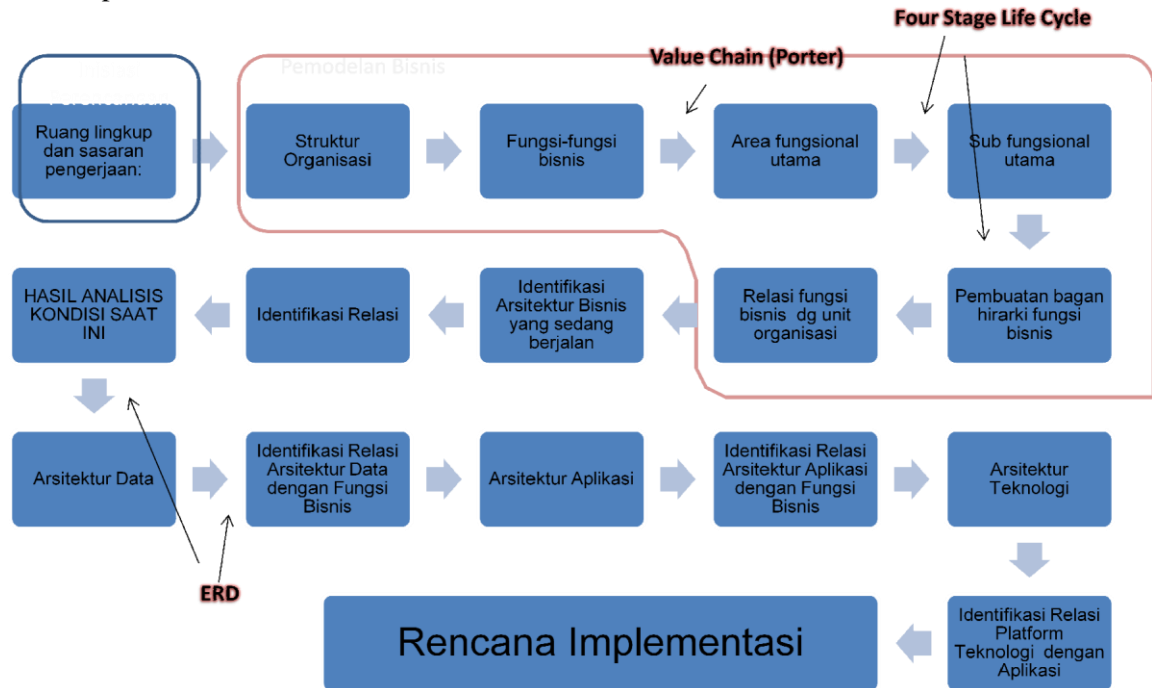 Four Stage Life Cycle
Value Chain (Porter)
Pemodelan Bisnis
Ruang lingkup
dan sasaran
pengerjaan:
Struktur
Organisasi
Fungsi-fungsi
bisnis
Area fungsional
utama
Sub fungsional
utama
HASIL ANALISIS
KONDISI SAAT
INI
Identifikasi Relasi
Identifikasi
Arsitektur Bisnis
yang sedang
berjalan
Relasi fungsi
bisnis dg unit
organisasi
Pembuatan bagan
hirarki fungsi
bisnis
Arsitektur Data
Identifikasi Relasi
Arsitektur Data
dengan Fungsi
Bisnis
Arsitektur Aplikasi
Identifikasi Relasi
Arsitektur Aplikasi
dengan Fungsi
Bisnis
Arsitektur
Teknologi
ERD
Rencana Implementasi
Identifikasi Relasi
Platform
Teknologi dengan
Aplikasi